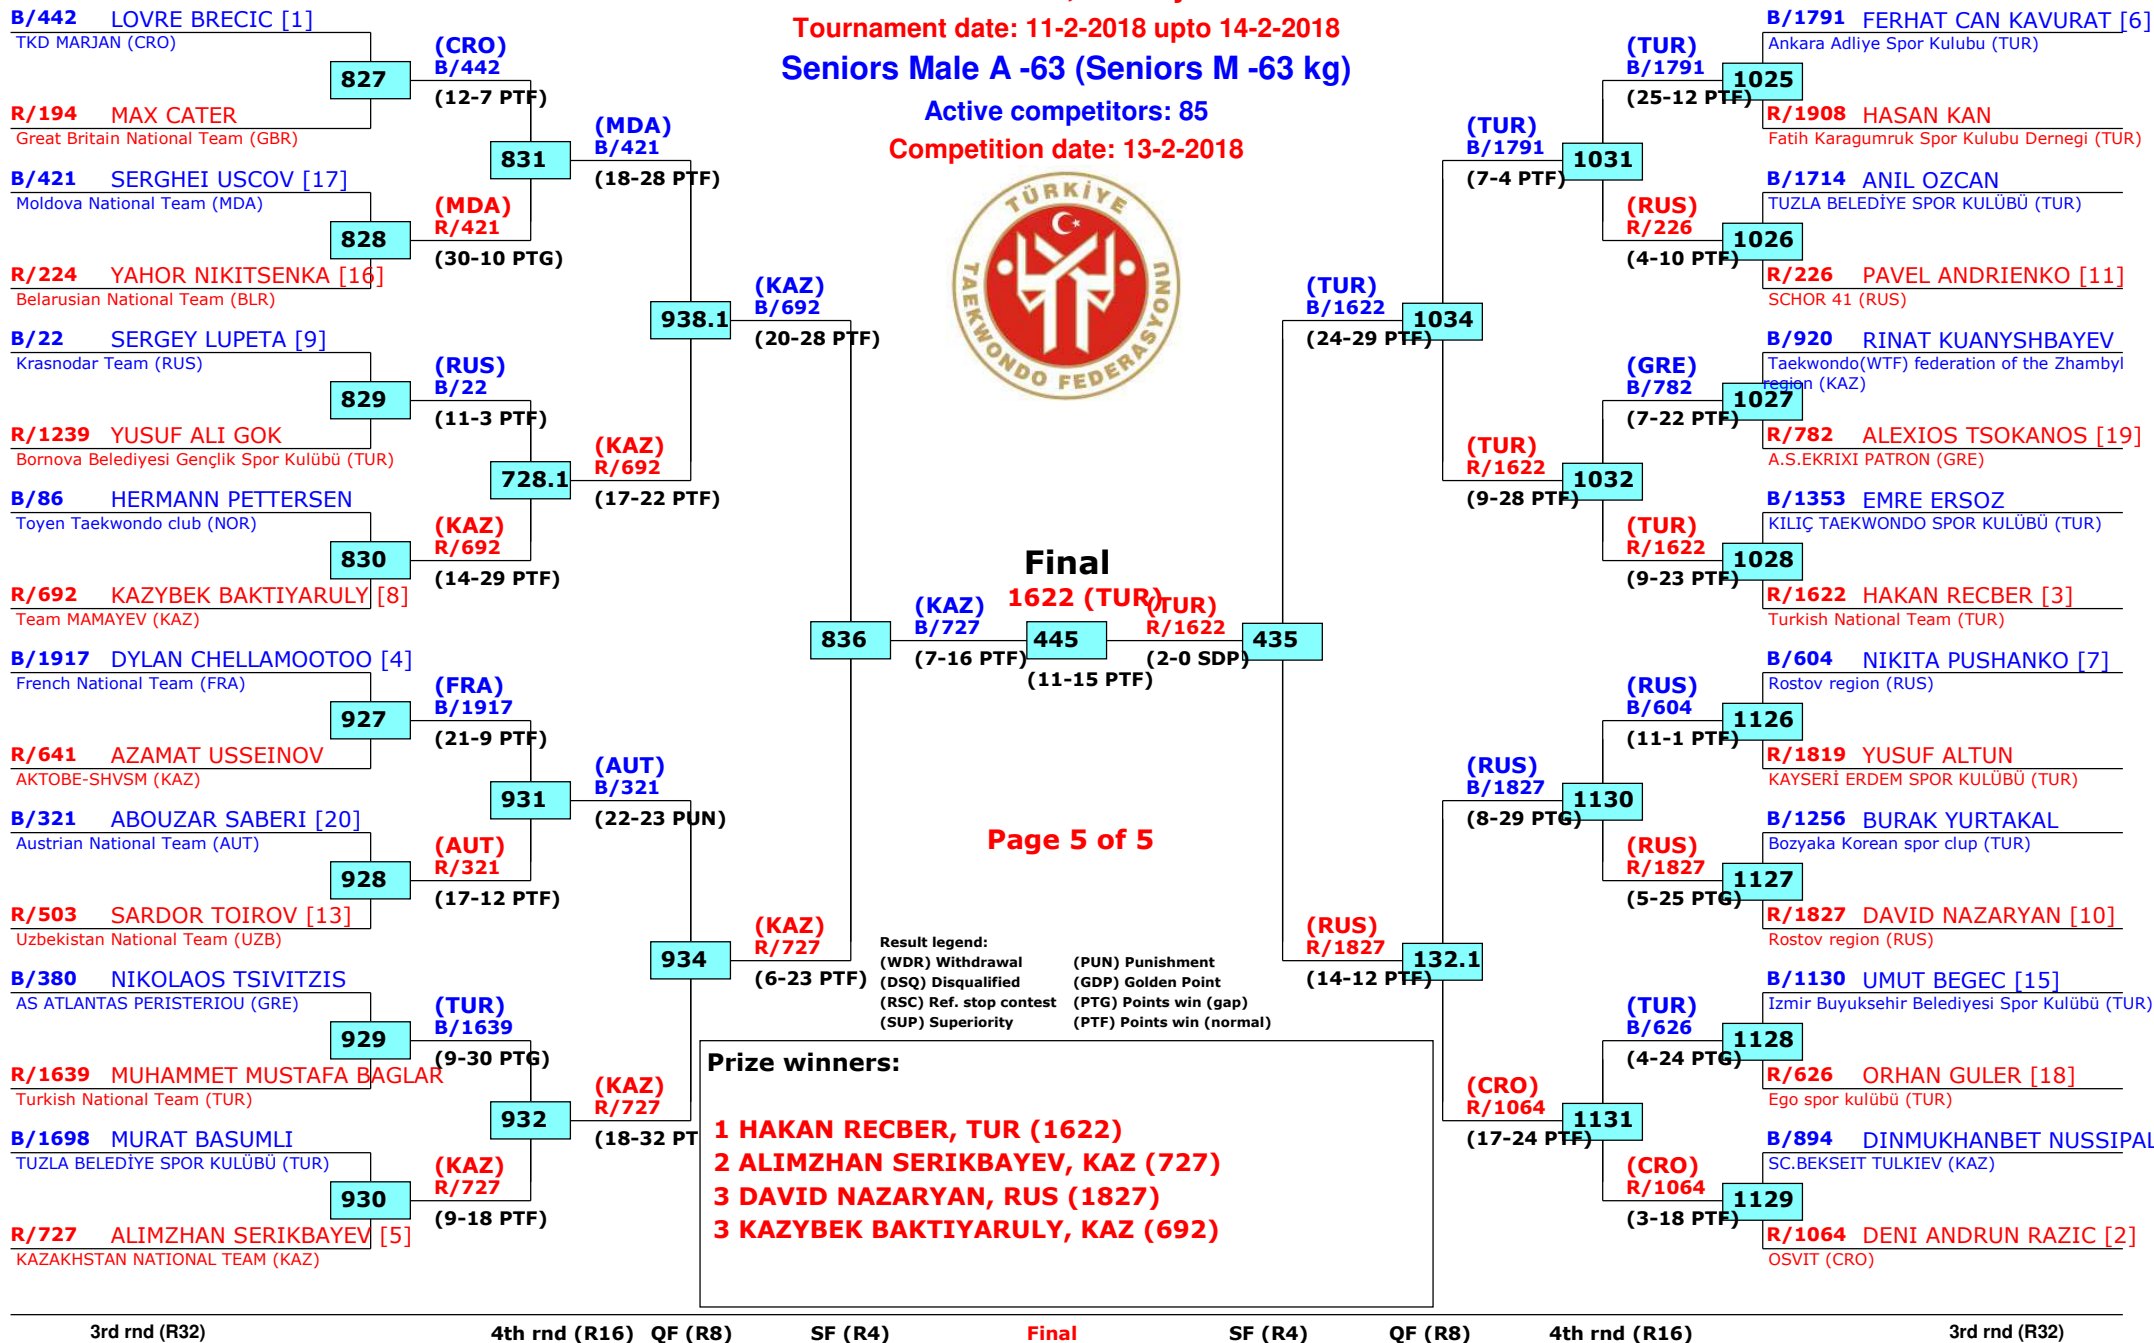 Tournament date: 11-2-2018 upto 14-2-2018
Seniors Male A -63 (Seniors M -63 kg)
Active competitors: 85
Competition date: 13-2-2018
TÜRKİYE
TAEKWONDO FEDERASYONU
B/442 LOVRE BRECIC [1]
TKD MARJAN (CRO)
827
R/194 MAX CATER
Great Britain National Team (GBR)
B/421 SERGHEI USCOV [17]
Moldova National Team (MDA)
828
R/224 YAHOR NIKITSENKA [16]
Belarusian National Team (BLR)
B/22 SERGEY LUPETA [9]
Krasnodar Team (RUS)
829
R/1239 YUSUF ALI GOK
Bornova Belediyesi Gençlik Spor Kulübü (TUR)
B/86 HERMANN PETTERSEN
Toyen Taekwondo club (NOR)
830
R/692 KAZYBEK BAKTIYARULY [8]
Team MAMAYEV (KAZ)
B/1917 DYLAN CHELLAMOOTOO [4]
French National Team (FRA)
927
R/641 AZAMAT USSEINOV
AKTOBE-SHVSM (KAZ)
B/321 ABOUZAR SABERI [20]
Austrian National Team (AUT)
928
R/503 SARDOR TOIROV [13]
Uzbekistan National Team (UZB)
B/380 NIKOLAOS TSIVITZIS
AS ATLANTAS PERISTERIOU (GRE)
929
R/1639 MUHAMMET MUSTAFA BAGLAR
Turkish National Team (TUR)
B/1698 MURAT BASUMLI
TUZLA BELEDİYE SPOR KULÜBÜ (TUR)
930
R/727 ALIMZHAN SERIKBAYEV [5]
KAZAKHSTAN NATIONAL TEAM (KAZ)
(CRO)
B/442
(12-7 PTF)
831
(MDA)
R/421
(30-10 PTG)
(RUS)
B/22
(11-3 PTF)
728.1
(KAZ)
R/692
(14-29 PTF)
(FRA)
B/1917
(21-9 PTF)
931
(AUT)
R/321
(17-12 PTF)
(TUR)
B/1639
(9-30 PTG)
932
(KAZ)
R/727
(9-18 PTF)
(MDA)
B/421
(18-28 PTF)
938.1
(KAZ)
R/692
(17-22 PTF)
(AUT)
B/321
(22-23 PUN)
934
(KAZ)
R/727
(18-32 PT
(KAZ)
B/692
(20-28 PTF)
836
(KAZ)
R/727
(6-23 PTF)
(KAZ)
B/727
(7-16 PTF)
Final
1622 (TUR)
445
(11-15 PTF)
(TUR)
R/1622
(2-0 SDP)
435
(TUR)
B/1622
(24-29 PTF)
(RUS)
R/1827
(14-12 PTF)
1034
132.1
(TUR)
B/1791
(7-4 PTF)
(TUR)
R/1622
(9-28 PTF)
(RUS)
B/1827
(8-29 PTG)
(CRO)
R/1064
(17-24 PTF)
1031
1032
1130
1131
(TUR)
B/1791
(25-12 PTF)
(RUS)
R/226
(4-10 PTF)
(GRE)
B/782
(7-22 PTF)
(TUR)
R/1622
(9-23 PTF)
(RUS)
B/604
(11-1 PTF)
(RUS)
R/1827
(5-25 PTG)
(TUR)
B/626
(4-24 PTG)
(CRO)
R/1064
(3-18 PTF)
B/1791 FERHAT CAN KAVURAT [6]
Ankara Adliye Spor Kulubu (TUR)
1025
R/1908 HASAN KAN
Fatih Karagumruk Spor Kulubu Dernegi (TUR)
B/1714 ANIL OZCAN
TUZLA BELEDİYE SPOR KULÜBÜ (TUR)
1026
R/226 PAVEL ANDRIENKO [11]
SCHOR 41 (RUS)
B/920 RINAT KUANYSHBAYEV
Taekwondo(WTF) federation of the Zhambyl
region (KAZ)
1027
R/782 ALEXIOS TSOKANOS [19]
A.S.EKRIXI PATRON (GRE)
B/1353 EMRE ERSOZ
KILIÇ TAEKWONDO SPOR KULÜBÜ (TUR)
1028
R/1622 HAKAN RECBER [3]
Turkish National Team (TUR)
B/604 NIKITA PUSHANKO [7]
Rostov region (RUS)
1126
R/1819 YUSUF ALTUN
KAYSERİ ERDEM SPOR KULÜBÜ (TUR)
B/1256 BURAK YURTAKAL
Bozyaka Korean spor clup (TUR)
1127
R/1827 DAVID NAZARYAN [10]
Rostov region (RUS)
B/1130 UMUT BEGEC [15]
Izmir Buyuksehir Belediyesi Spor Kulübü (TUR)
1128
R/626 ORHAN GULER [18]
Ego spor kulübü (TUR)
B/894 DINMUKHANBET NUSSIPAL
SC.BEKSEIT TULKIEV (KAZ)
1129
R/1064 DENI ANDRUN RAZIC [2]
OSVIT (CRO)
Page 5 of 5
Result legend:
(WDR) Withdrawal (PUN) Punishment
(DSQ) Disqualified (GDP) Golden Point
(RSC) Ref. stop contest (PTG) Points win (gap)
(SUP) Superiority (PTF) Points win (normal)
Prize winners:
1 HAKAN RECBER, TUR (1622)
2 ALIMZHAN SERIKBAYEV, KAZ (727)
3 DAVID NAZARYAN, RUS (1827)
3 KAZYBEK BAKTIYARULY, KAZ (692)
3rd rnd (R32) 4th rnd (R16) QF (R8) SF (R4) Final SF (R4) QF (R8) 4th rnd (R16) 3rd rnd (R32)